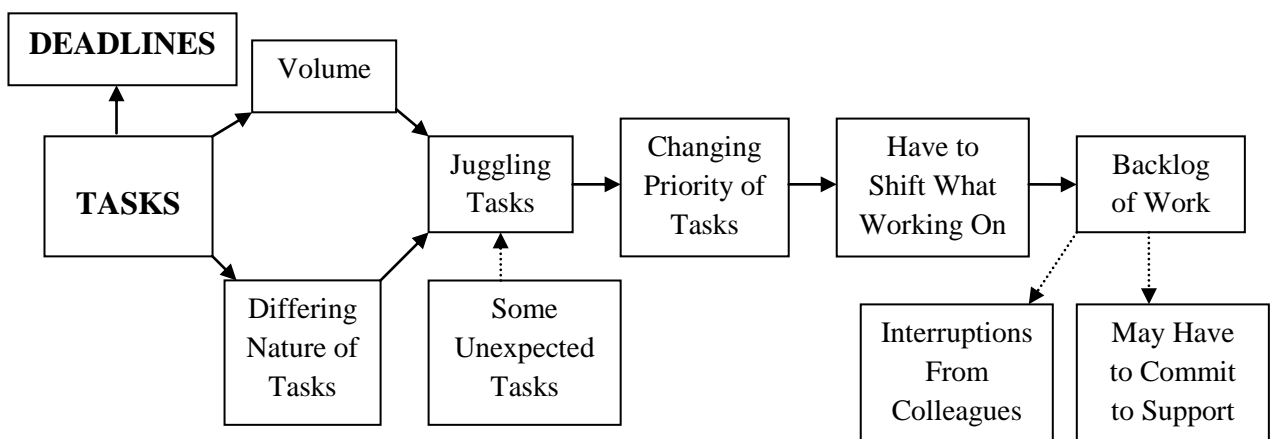 DEADLINES
Volume
TASKS
Juggling
Tasks
Changing
Priority of
Tasks
Have to
Shift What
Working On
Backlog
of Work
Differing
Nature of
Tasks
Some
Unexpected
Tasks
Interruptions
From
Colleagues
May Have
to Commit
to Support